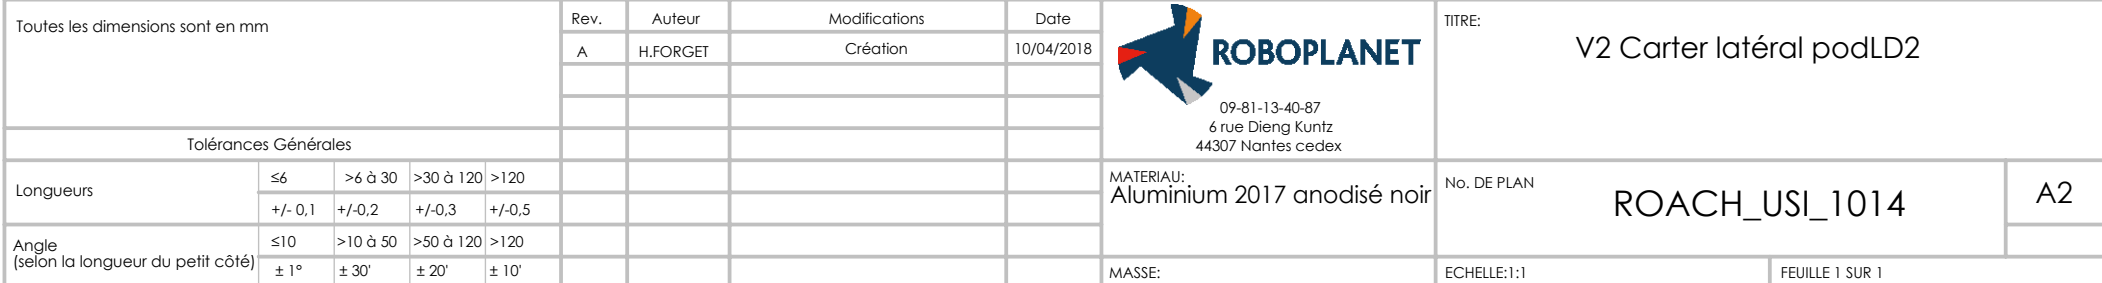 Toutes les dimensions sont en mm
Rev. Auteur Modifications Date
A H.FORGET Création 10/04/2018
ROBOPLANET
09-81-13-40-87
6 rue Dieng Kuntz
44307 Nantes cedex
TITRE:
V2 Carter latéral podLD2
Tolérances Générales
Longueurs
≤6 >6 à 30 >30 à 120 >120
+/- 0,1 +/-0,2 +/-0,3 +/-0,5
Angle
(selon la longueur du petit côté)
≤10 >10 à 50 >50 à 120 >120
± 1° ± 30' ± 20' ± 10'
MATERIAU:
Aluminium 2017 anodisé noir
No. DE PLAN
ROACH_USI_1014
A2
MASSE:
ECHELLE:1:1
FEUILLE 1 SUR 1